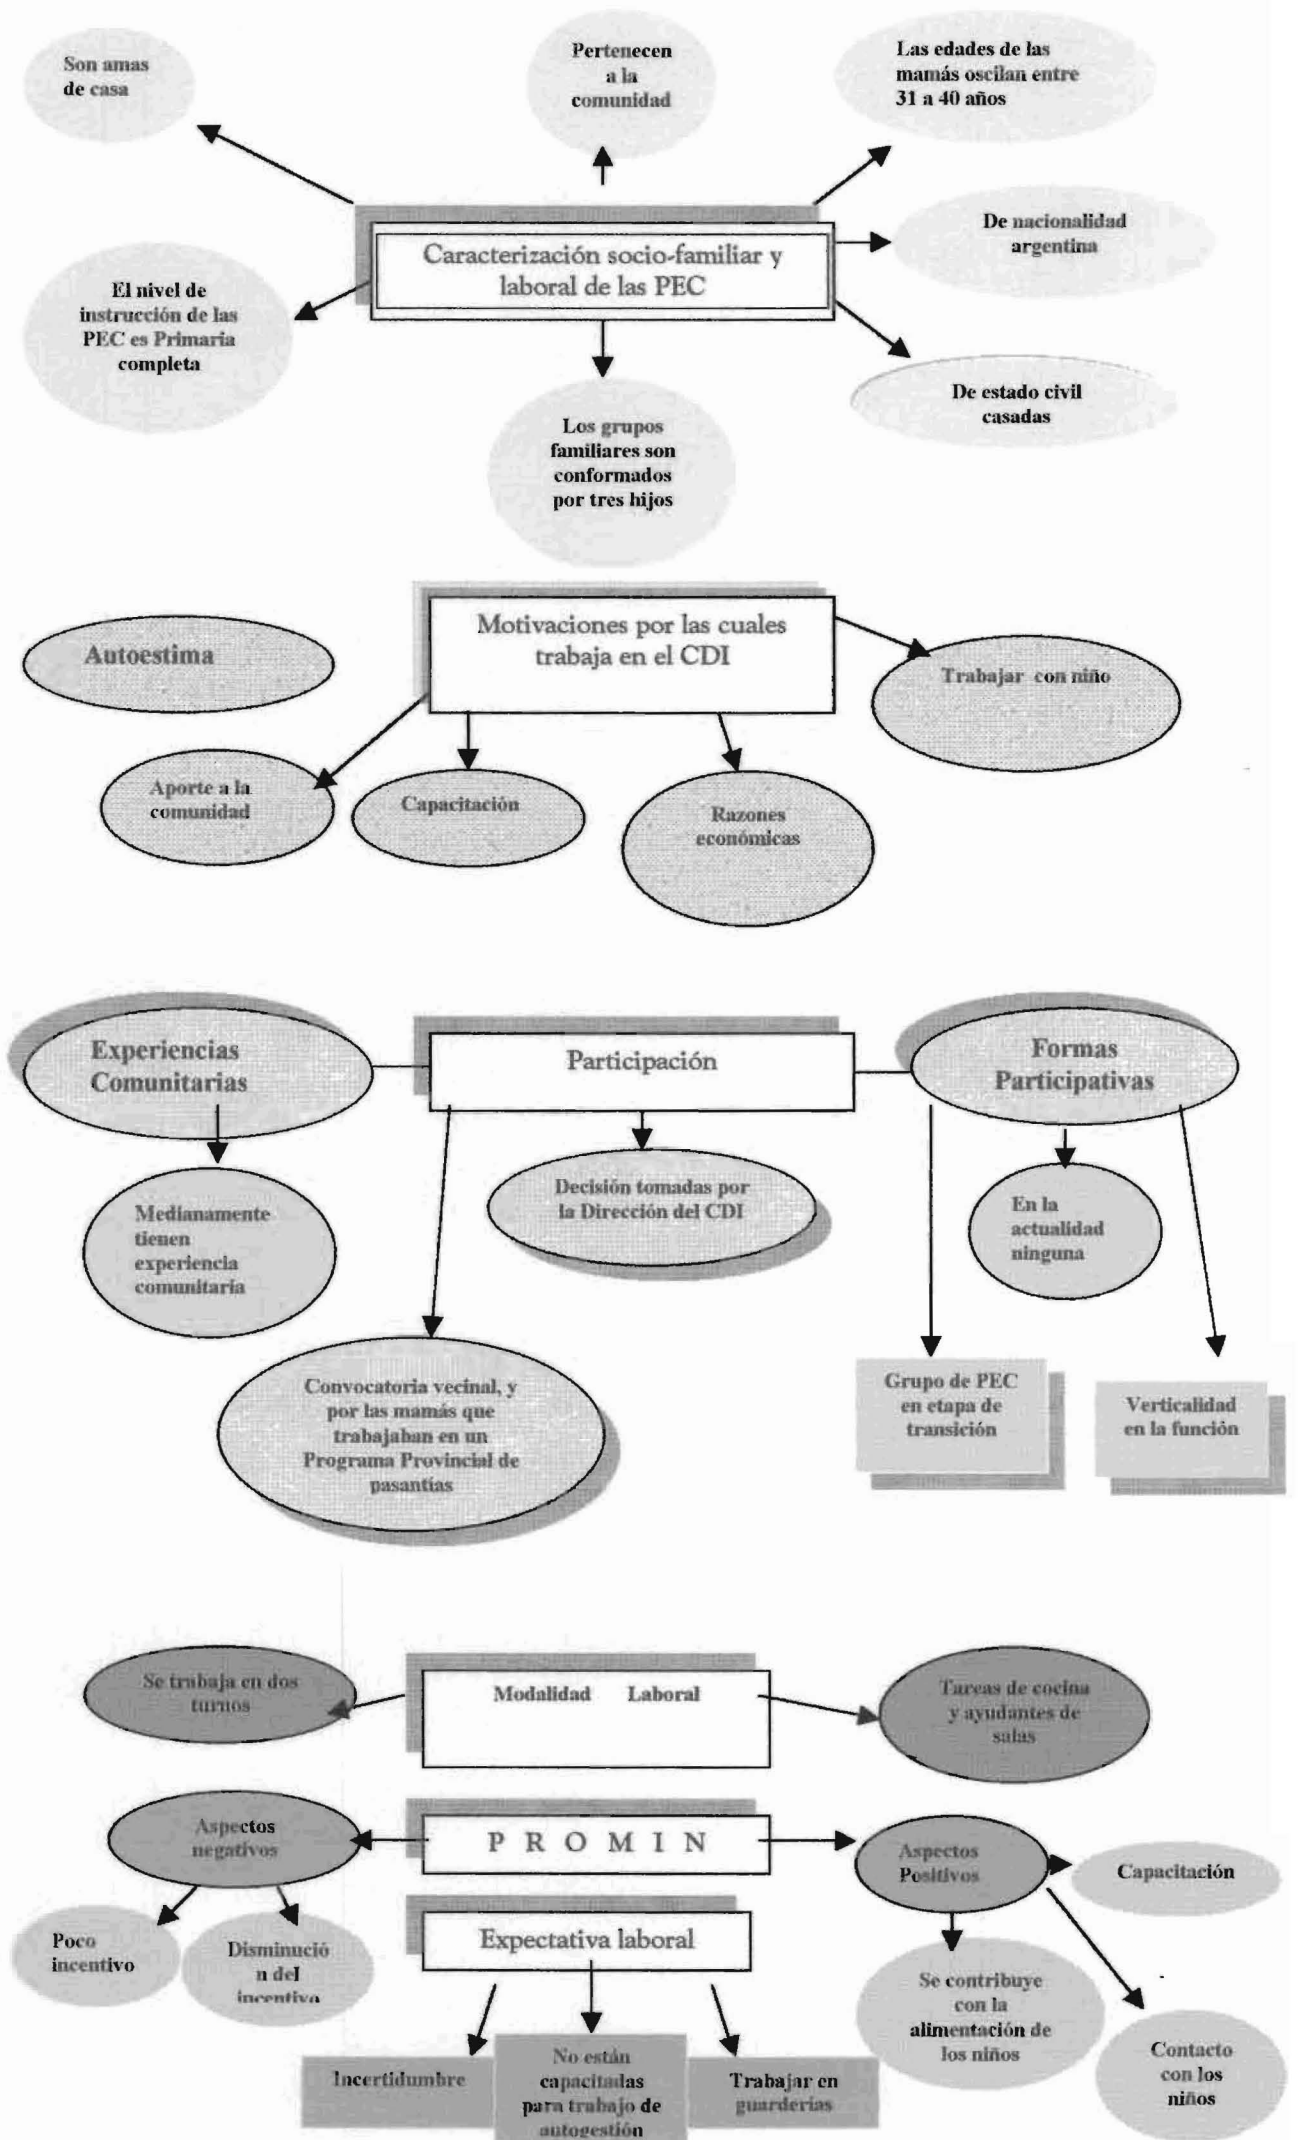 Son amas
de casa
Pertenecen
a la
comunidad
Las edades de las
mamás oscilan entre
31 a 40 años
Caracterización socio-familiar y
laboral de las PEC
De nacionalidad
argentina
El nivel de
instrucción de las
PEC es Primaria
completa
De estado civil
casadas
Los grupos
familiares son
conformados
por tres hijos
Motivaciones por las cuales
trabaja en el CDI
Autoestima
Trabajar con niño
Aporte a la
comunidad
Capacitación
Razones
económicas
Experiencias
Comunitarias
Participación
Formas
Participativas
Medianamente
tienen
experiencia
comunitaria
Decisión tomadas por
la Dirección del CDI
En la
actualidad
ninguna
Convocatoria vecinal, y
por las mamás que
trabajaban en un
Programa Provincial de
pasantías
Grupo de PEC
en etapa de
transición
Verticalidad
en la función
Se trabaja en dos
turnos
Modalidad Laboral
Tareas de cocina
y ayudantes de
salas
Aspectos
negativos
P R O M I N
Aspectos
Positivos
Capacitación
Poco
incentivo
Disminució
n del
incentivo
Expectativa laboral
Se contribuye
con la
alimentación de
los niños
Contacto
con los
niños
Incertidumbre
No están
capacitadas
para trabajo de
autogestión
Trabajar en
guarderías